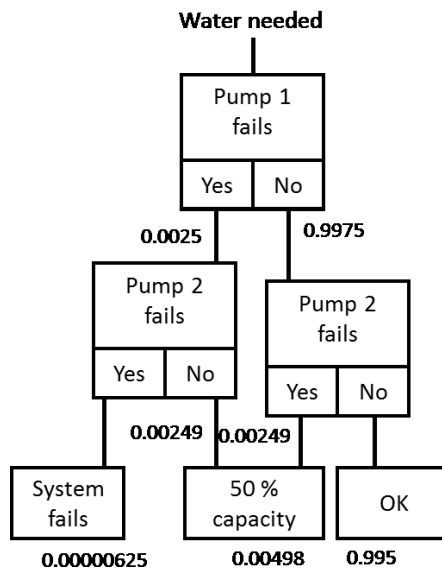 Water needed
Pump 1
fails
Yes No
0.0025 0.9975
Pump 2
fails
Yes No
Pump 2
fails
Yes No
0.00249 0.00249
System
fails
50 %
capacity
OK
0.00000625 0.00498 0.995